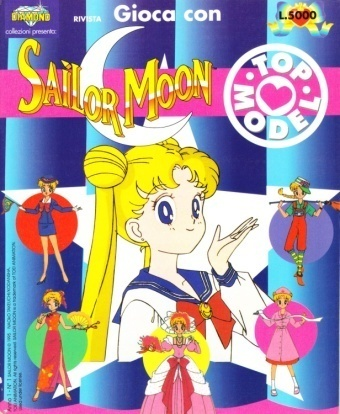 DIAMOND
collezioni presenta:
RIVISTA
Gioca con
L.5000
SAILOR MOON
TOP MODEL